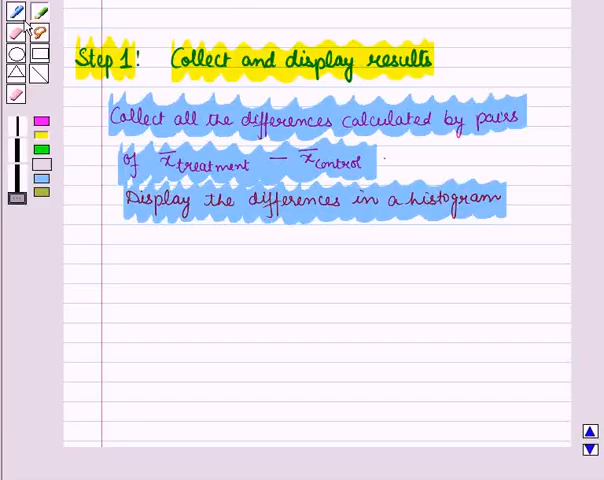 Step 1: Collect and display results
Collect all the differences calculated by pairs
of x̅ treatment - x̅ control .
Display the differences in a histogram